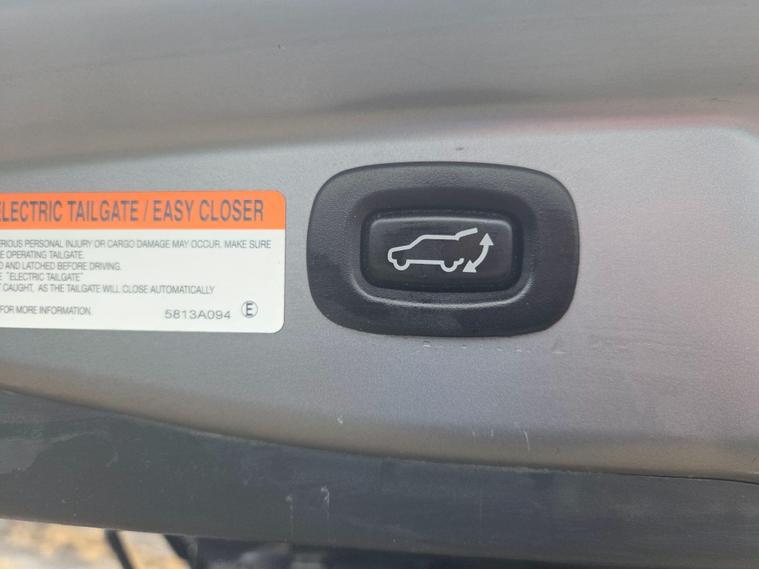 ELECTRIC TAILGATE / EASY CLOSER
ERIOUS PERSONAL INJURY OR CARGO DAMAGE MAY OCCUR. MAKE SURE
E OPERATING TAILGATE.
D AND LATCHED BEFORE DRIVING.
E "ELECTRIC TAILGATE"
T CAUGHT, AS THE TAILGATE WILL CLOSE AUTOMATICALLY
FOR MORE INFORMATION.
5813A094 E